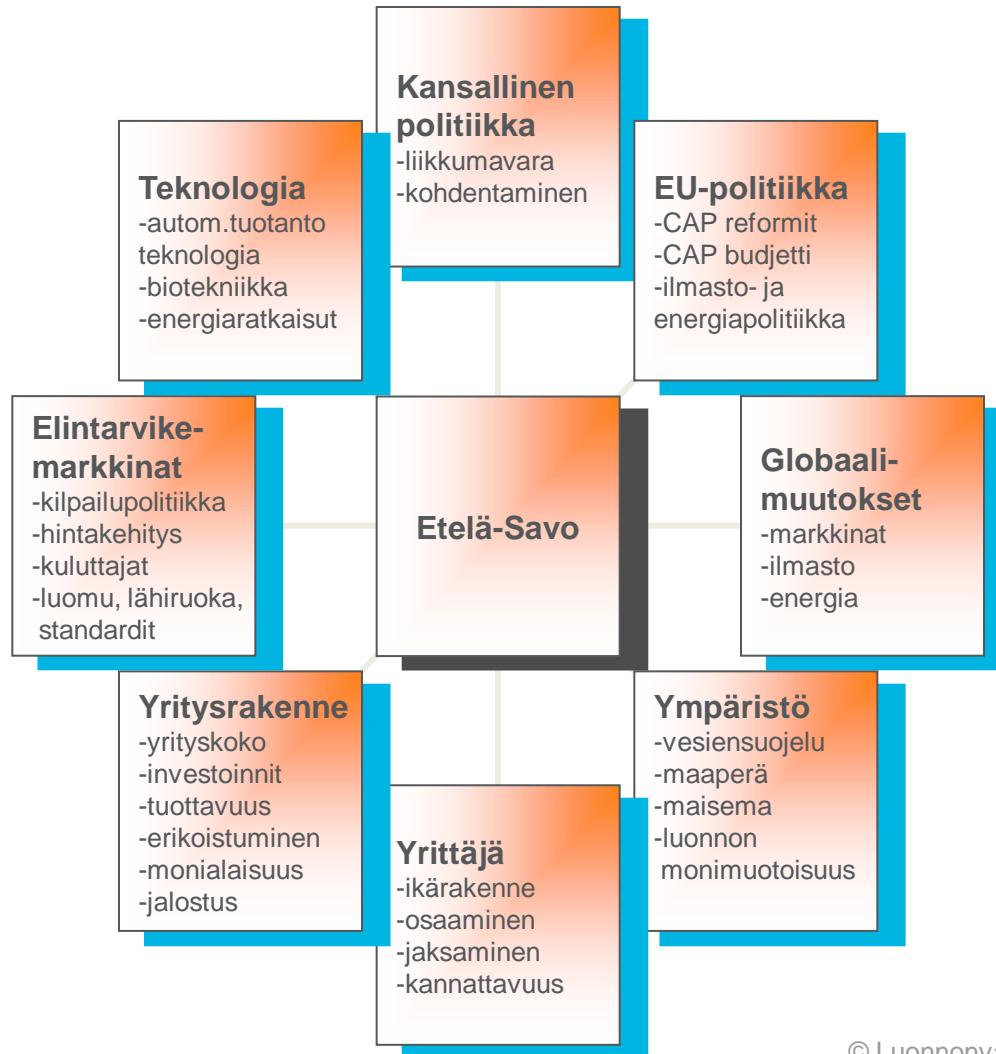 Kansallinen
politiikka
-liikkumavara
-kohdentaminen
Teknologia
-autom.tuotanto
teknologia
-biotekniikka
-energiaratkaisut
EU-politiikka
-CAP reformit
-CAP budjetti
-ilmasto- ja
energiapolitiikka
Elintarvike-
markkinat
-kilpailupolitiikka
-hintakehitys
-kuluttajat
-luomu, lähiruoka,
standardit
Etelä-Savo
Globaali-
muutokset
-markkinat
-ilmasto
-energia
Yritysrakenne
-yrityskoko
-investoinnit
-tuottavuus
-erikoistuminen
-monialaisuus
-jalostus
Yrittäjä
-ikärakenne
-osaaminen
-jaksaminen
-kannattavuus
Ympäristö
-vesiensuojelu
-maaperä
-maisema
-luonnon
monimuotoisuus
©